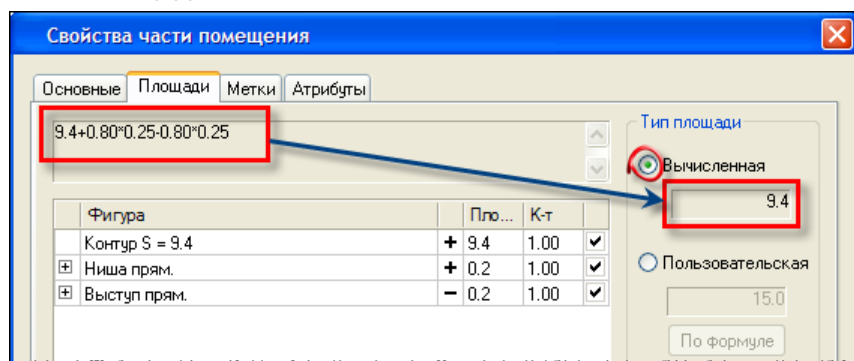 Свойства части помещения
Основные Площади Метки Атрибуты
9.4+0.80*0.25-0.80*0.25
Тип площади
Вычисленная
9.4
Фигура Пло... К-т
Контур S = 9.4 + 9.4 1.00
Ниша прям. + 0.2 1.00
Выступ прям. − 0.2 1.00
Пользовательская
15.0
По формуле